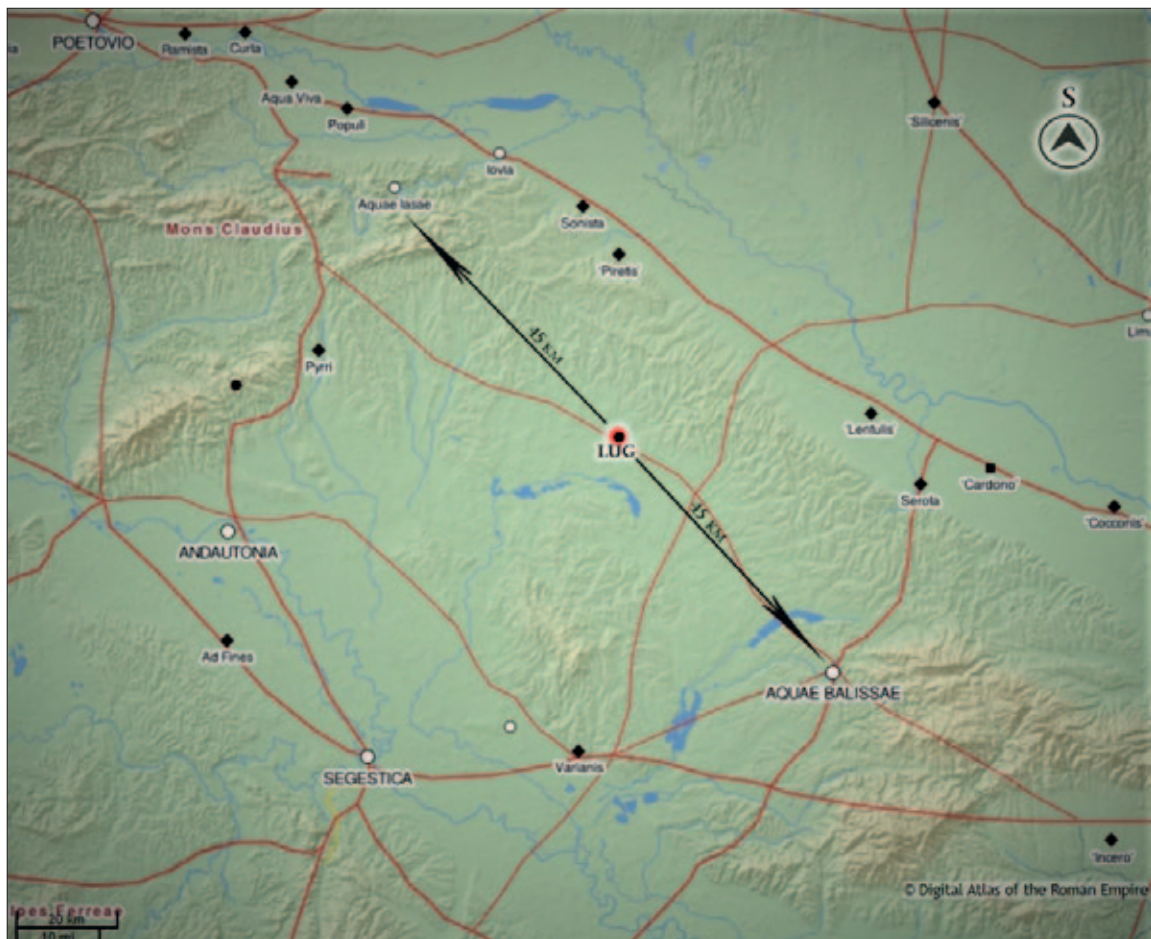 POETOVIO
Ramista
Curta
Aqua Viva
Populi
S
'Silicenis'
Iovia
Aquae Iasae
Mons Claudius
Sonista
'Piretis'
45 KM
Pyrri
LUG
'Lentulis'
Serota
'Cardono'
'Cocconis'
45 KM
ANDAUTONIA
Ad Fines
AQUAE BALISSAE
Varianis
SEGESTICA
'Incero'
© Digital Atlas of the Roman Empire
20 km
10 mi